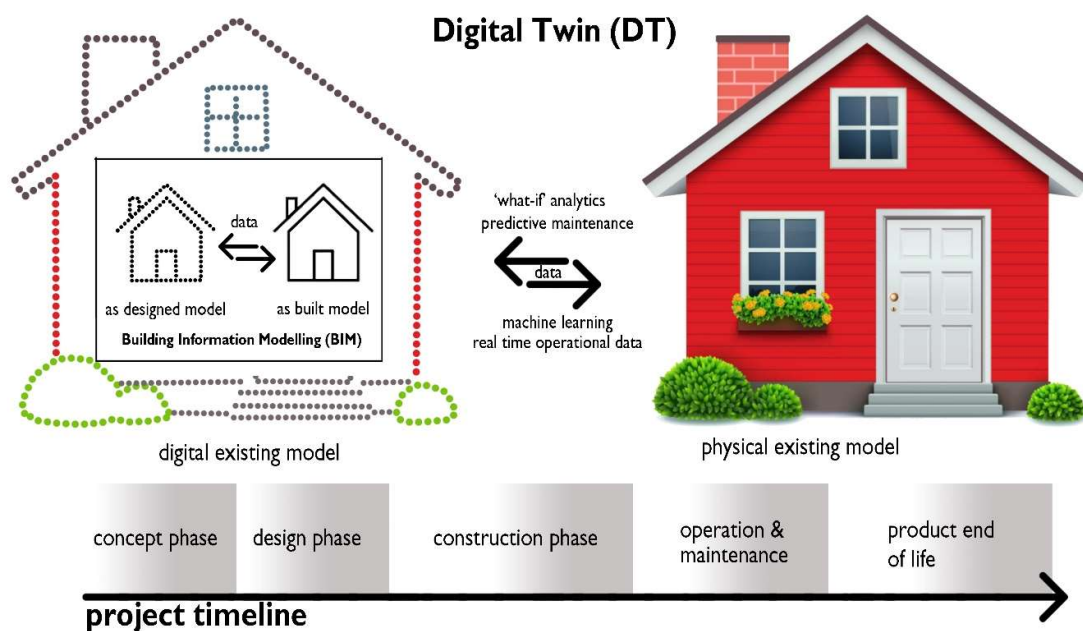 Digital Twin (DT)
'what-if' analytics
predictive maintenance
data
machine learning
real time operational data
data
as designed model
as built model
Building Information Modelling (BIM)
digital existing model
physical existing model
concept phase
design phase
construction phase
operation &
maintenance
product end
of life
project timeline